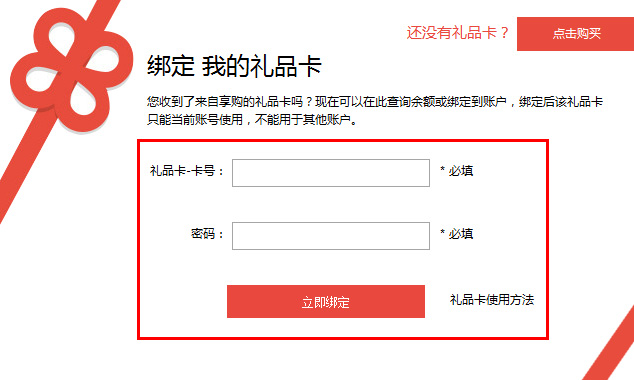 还没有礼品卡？ 点击购买
绑定 我的礼品卡
您收到了来自享购的礼品卡吗？现在可以在此查询余额或绑定到账户，绑定后该礼品卡
只能当前账号使用，不能用于其他账户。
礼品卡-卡号： * 必填
密码： * 必填
立即绑定 礼品卡使用方法